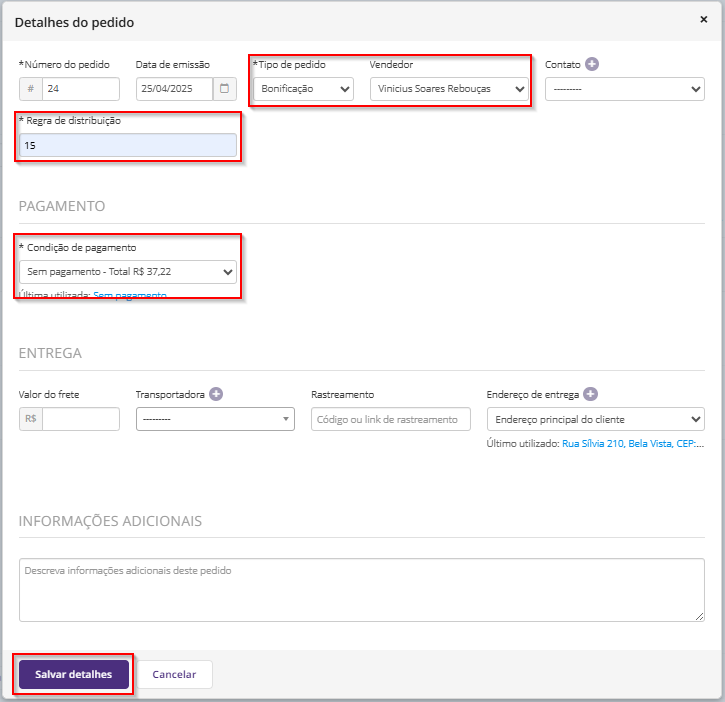 Detalhes do pedido ×
*Número do pedido Data de emissão *Tipo de pedido Vendedor Contato +
# 24 25/04/2025 Bonificação Vinicius Soares Rebouças ---------
* Regra de distribuição
15
PAGAMENTO
* Condição de pagamento
Sem pagamento - Total R$ 37,22
Última utilizada: Sem pagamento
ENTREGA
Valor do frete Transportadora + Rastreamento Endereço de entrega +
R$ --------- Código ou link de rastreamento Endereço principal do cliente
Último utilizado: Rua Sílvia 210, Bela Vista, CEP:...
INFORMAÇÕES ADICIONAIS
Descreva informações adicionais deste pedido
Salvar detalhes Cancelar